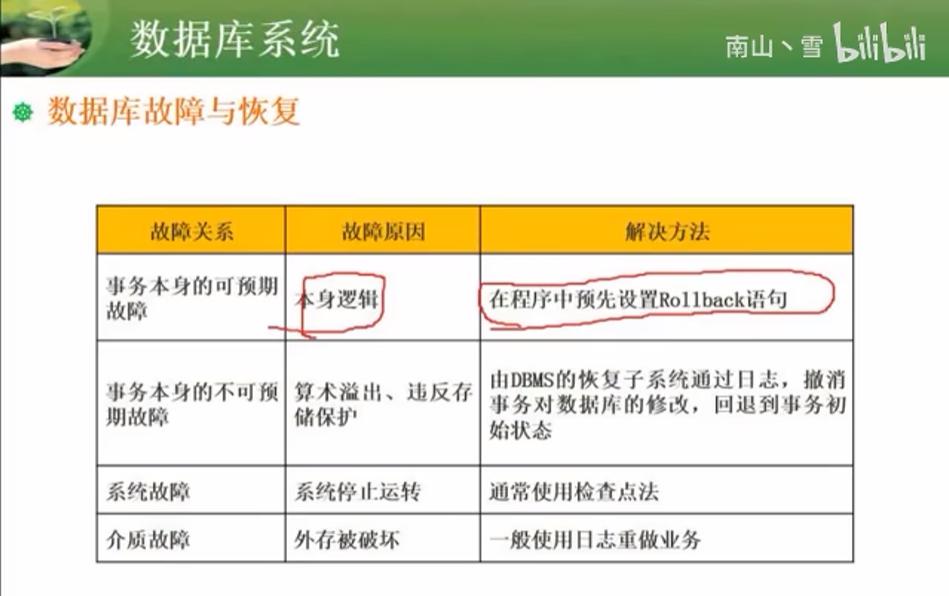 数据库系统
南山丶雪 bilibili
数据库故障与恢复
故障关系 故障原因 解决方法
事务本身的可预期
故障
本身逻辑
在程序中预先设置Rollback语句
事务本身的不可预
期故障
算术溢出、违反存
储保护
由DBMS的恢复子系统通过日志，撤消
事务对数据库的修改，回退到事务初
始状态
系统故障 系统停止运转 通常使用检查点法
介质故障 外存被破坏 一般使用日志重做业务